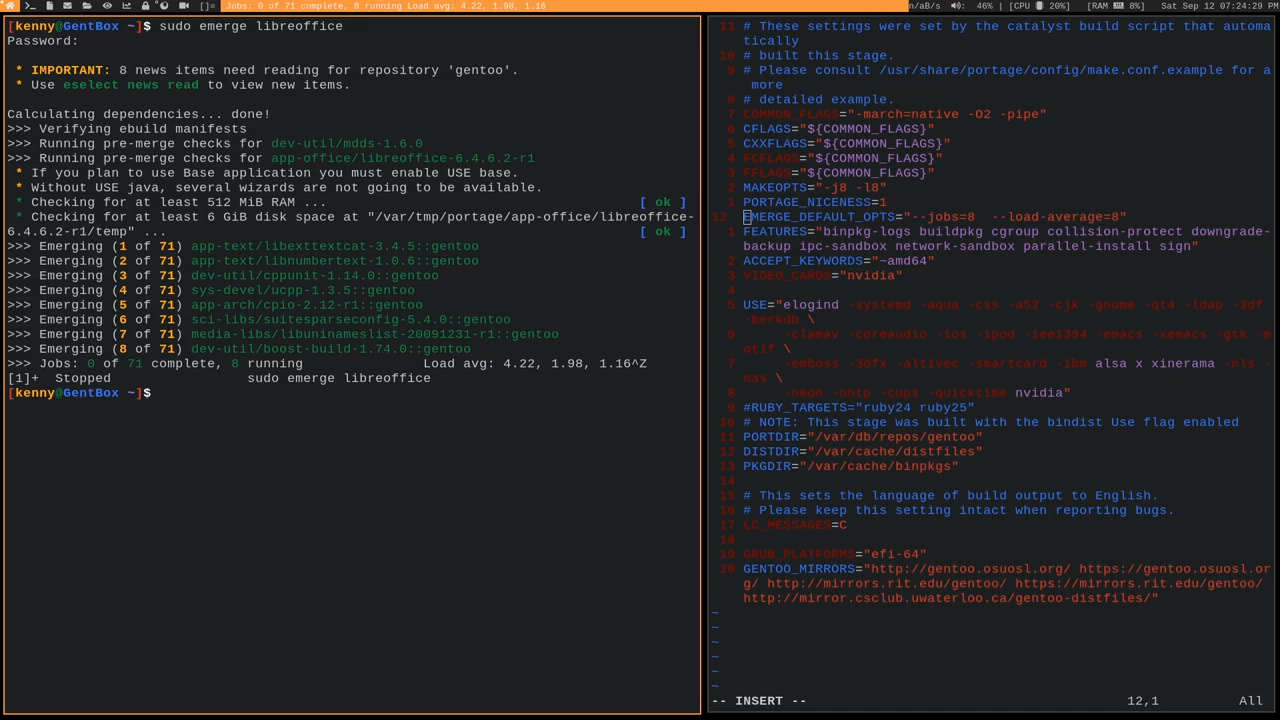 []= Jobs: 0 of 71 complete, 8 running Load avg: 4.22, 1.98, 1.16
n/aB/s 46% | [CPU 20%] [RAM 8%] Sat Sep 12 07:24:29 PM
[kenny@GentBox ~]$ sudo emerge libreoffice
Password:
* IMPORTANT: 8 news items need reading for repository 'gentoo'.
* Use eselect news read to view new items.
Calculating dependencies... done!
>>> Verifying ebuild manifests
>>> Running pre-merge checks for dev-util/mdds-1.6.0
>>> Running pre-merge checks for app-office/libreoffice-6.4.6.2-r1
* If you plan to use Base application you must enable USE base.
* Without USE java, several wizards are not going to be available.
* Checking for at least 512 MiB RAM ... [ ok ]
* Checking for at least 6 GiB disk space at "/var/tmp/portage/app-office/libreoffice-
6.4.6.2-r1/temp" ... [ ok ]
>>> Emerging (1 of 71) app-text/libexttextcat-3.4.5::gentoo
>>> Emerging (2 of 71) app-text/libnumbertext-1.0.6::gentoo
>>> Emerging (3 of 71) dev-util/cppunit-1.14.0::gentoo
>>> Emerging (4 of 71) sys-devel/ucpp-1.3.5::gentoo
>>> Emerging (5 of 71) app-arch/cpio-2.12-r1::gentoo
>>> Emerging (6 of 71) sci-libs/suitesparseconfig-5.4.0::gentoo
>>> Emerging (7 of 71) media-libs/libuninameslist-20091231-r1::gentoo
>>> Emerging (8 of 71) dev-util/boost-build-1.74.0::gentoo
>>> Jobs: 0 of 71 complete, 8 running Load avg: 4.22, 1.98, 1.16^Z
[1]+ Stopped sudo emerge libreoffice
[kenny@GentBox ~]$
11 # These settings were set by the catalyst build script that automa
tically
10 # built this stage.
9 # Please consult /usr/share/portage/config/make.conf.example for a
more
8 # detailed example.
7 COMMON_FLAGS="-march=native -O2 -pipe"
6 CFLAGS="${COMMON_FLAGS}"
5 CXXFLAGS="${COMMON_FLAGS}"
4 FCFLAGS="${COMMON_FLAGS}"
3 FFLAGS="${COMMON_FLAGS}"
2 MAKEOPTS="-j8 -l8"
1 PORTAGE_NICENESS=1
12 EMERGE_DEFAULT_OPTS="--jobs=8 --load-average=8"
1 FEATURES="binpkg-logs buildpkg cgroup collision-protect downgrade-
backup ipc-sandbox network-sandbox parallel-install sign"
2 ACCEPT_KEYWORDS="~amd64"
3 VIDEO_CARDS="nvidia"
4
5 USE="elogind -systemd -aqua -css -a52 -cjk -gnome -qt4 -ldap -3df
-berkdb \
6 -clamav -coreaudio -ios -ipod -iee1394 -emacs -xemacs -gtk -m
otif \
7 -emboss -3dfx -altivec -smartcard -ibm alsa x xinerama -nls -
nas \
8 -neon -nntp -cups -quicktime nvidia"
9 #RUBY_TARGETS="ruby24 ruby25"
10 # NOTE: This stage was built with the bindist Use flag enabled
11 PORTDIR="/var/db/repos/gentoo"
12 DISTDIR="/var/cache/distfiles"
13 PKGDIR="/var/cache/binpkgs"
14
15 # This sets the language of build output to English.
16 # Please keep this setting intact when reporting bugs.
17 LC_MESSAGES=C
18
19 GRUB_PLATFORMS="efi-64"
20 GENTOO_MIRRORS="http://gentoo.osuosl.org/ https://gentoo.osuosl.or
g/ http://mirrors.rit.edu/gentoo/ https://mirrors.rit.edu/gentoo/
http://mirror.csclub.uwaterloo.ca/gentoo-distfiles/"
~
~
~
~
~
~
-- INSERT -- 12,1 All